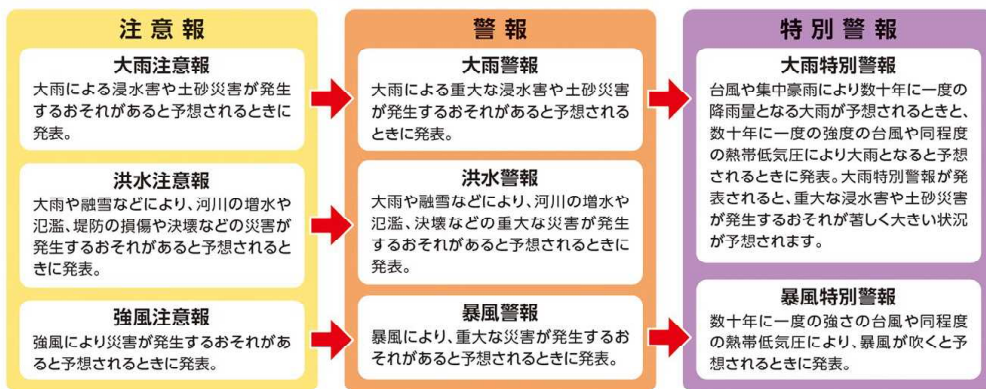 注意報
大雨注意報
大雨による浸水害や土砂災害が発生
するおそれがあると予想されるときに
発表。
洪水注意報
大雨や融雪などにより、河川の増水や
氾濫、堤防の損傷や決壊などの災害が
発生するおそれがあると予想されると
きに発表。
強風注意報
強風により災害が発生するおそれがあ
ると予想されるときに発表。
警報
大雨警報
大雨による重大な浸水害や土砂災害
が発生するおそれがあると予想される
ときに発表。
洪水警報
大雨や融雪などにより、河川の増水や
氾濫、決壊などの重大な災害が発生
するおそれがあると予想されるときに
発表。
暴風警報
暴風により、重大な災害が発生するお
それがあると予想されるときに発表。
特別警報
大雨特別警報
台風や集中豪雨により数十年に一度の
降雨量となる大雨が予想されるときと、
数十年に一度の強度の台風や同程度
の熱帯低気圧により大雨となると予想
されるときに発表。大雨特別警報が
発表されると、重大な浸水害や土砂災害
が発生するおそれが著しく大きい状況
が予想されます。
暴風特別警報
数十年に一度の強さの台風や同程度
の熱帯低気圧により、暴風が吹くと予
想されるときに発表。